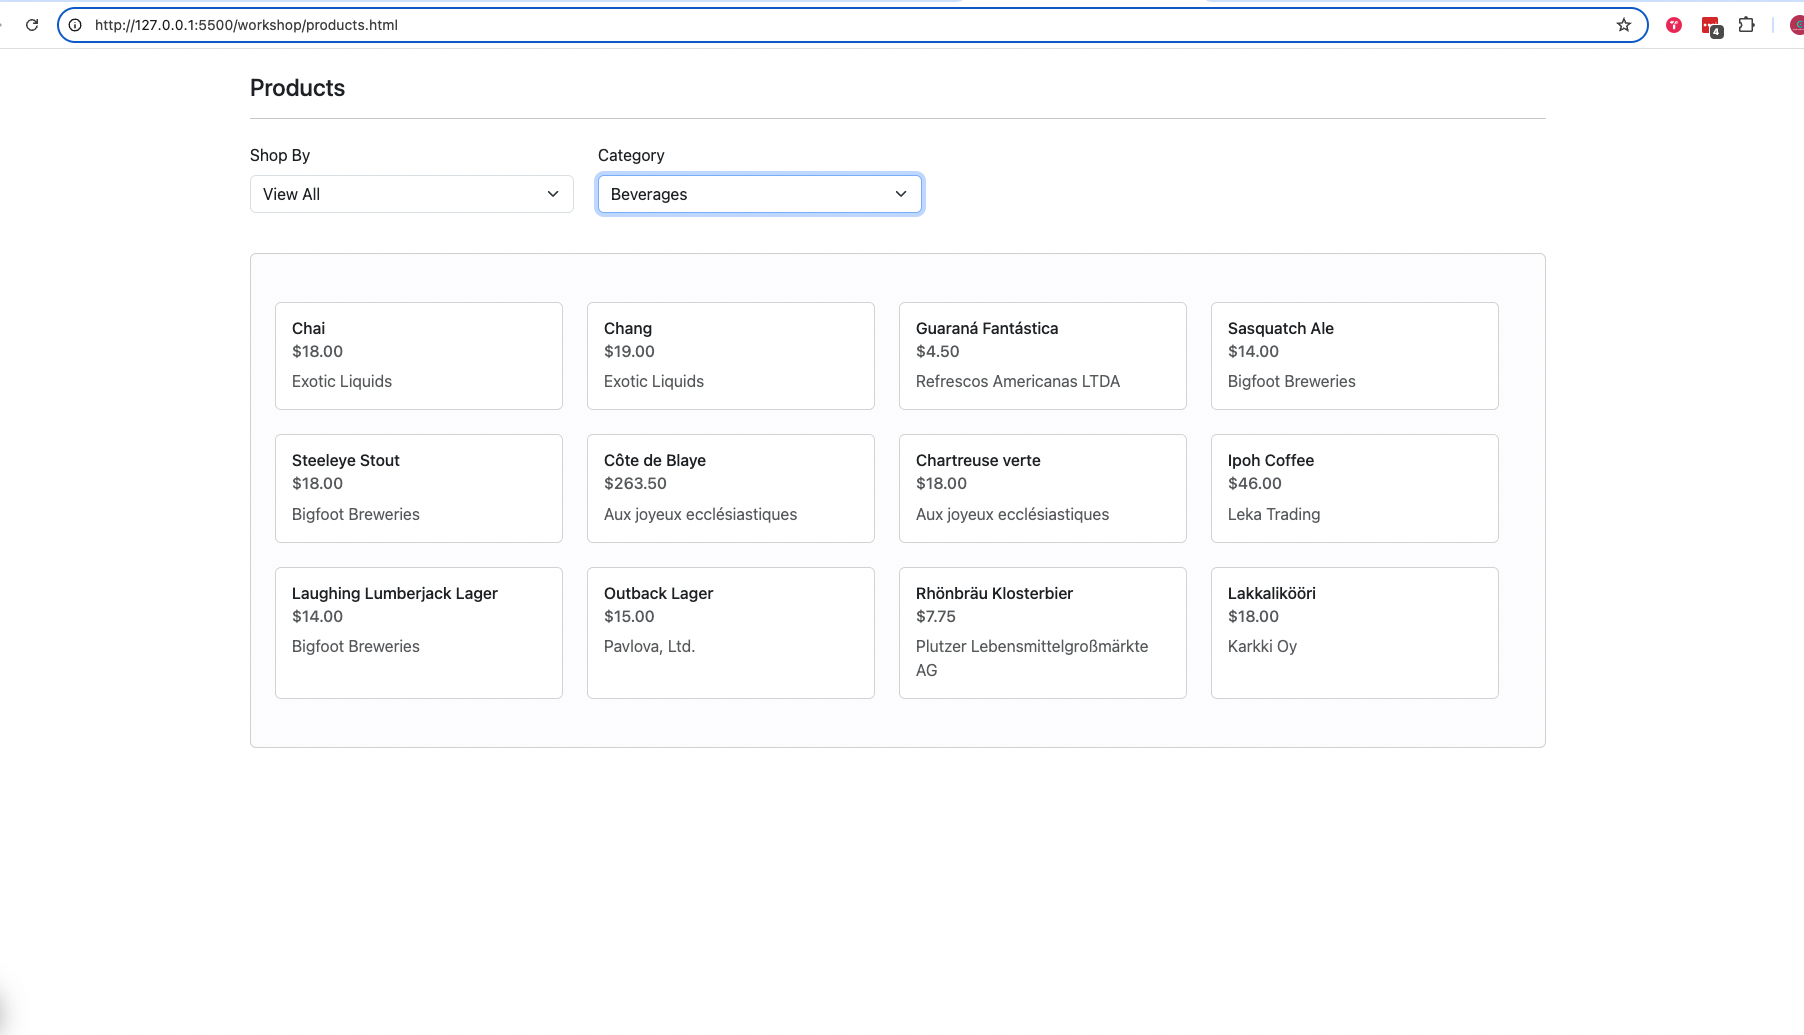 http://127.0.0.1:5500/workshop/products.html
4
Products
Shop By
Category
View All
Beverages
Chai
$18.00
Exotic Liquids
Chang
$19.00
Exotic Liquids
Guaraná Fantástica
$4.50
Refrescos Americanas LTDA
Sasquatch Ale
$14.00
Bigfoot Breweries
Steeleye Stout
$18.00
Bigfoot Breweries
Côte de Blaye
$263.50
Aux joyeux ecclésiastiques
Chartreuse verte
$18.00
Aux joyeux ecclésiastiques
Ipoh Coffee
$46.00
Leka Trading
Laughing Lumberjack Lager
$14.00
Bigfoot Breweries
Outback Lager
$15.00
Pavlova, Ltd.
Rhönbräu Klosterbier
$7.75
Plutzer Lebensmittelgroßmärkte
AG
Lakkalikööri
$18.00
Karkki Oy